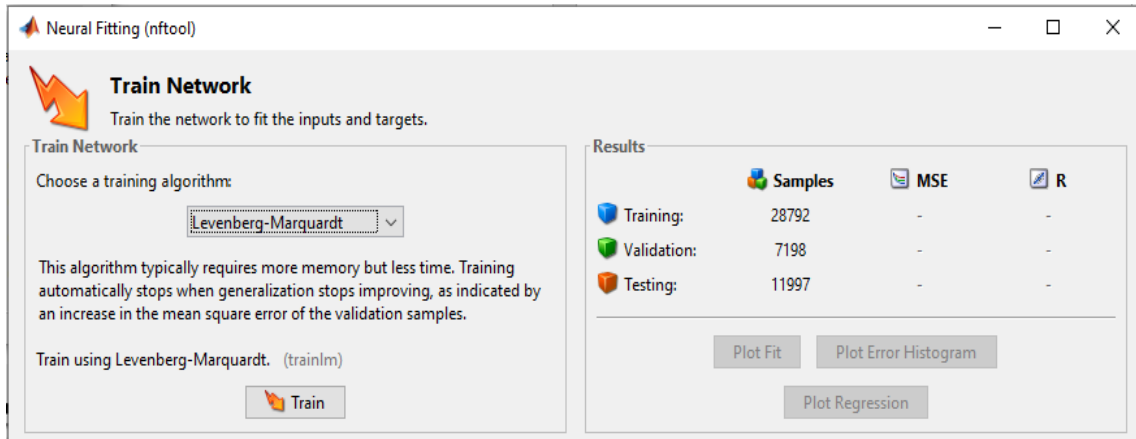 Neural Fitting (nftool)
Train Network
Train the network to fit the inputs and targets.
Train Network
Choose a training algorithm:
Levenberg-Marquardt
This algorithm typically requires more memory but less time. Training
automatically stops when generalization stops improving, as indicated by
an increase in the mean square error of the validation samples.
Train using Levenberg-Marquardt. (trainlm)
Train
Results
Samples MSE R
Training: 28792 - -
Validation: 7198 - -
Testing: 11997 - -
Plot Fit Plot Error Histogram
Plot Regression